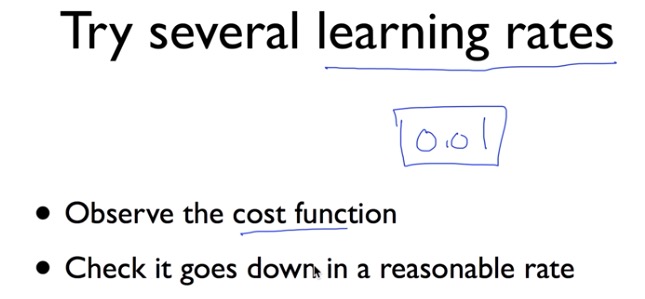 Try several learning rates
0.01
• Observe the cost function
• Check it goes down in a reasonable rate